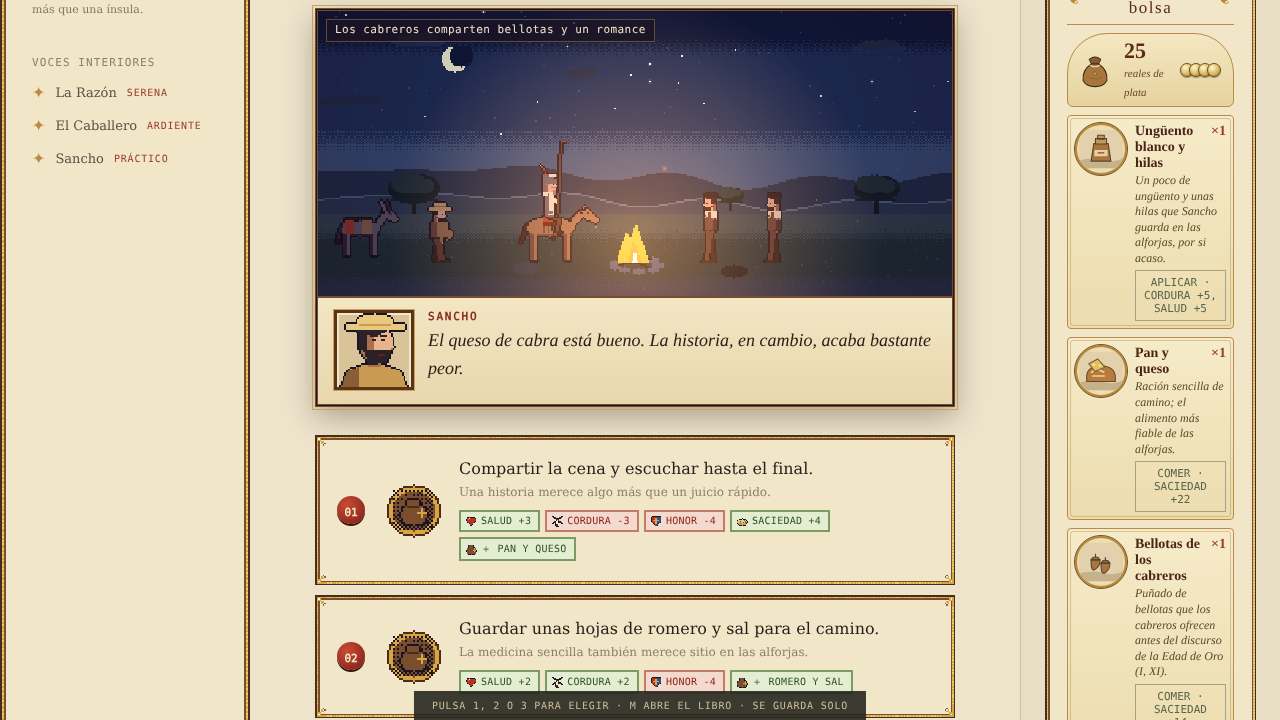 más que una ínsula.
VOCES INTERIORES
La Razón SERENA
El Caballero ARDIENTE
Sancho PRÁCTICO
Los cabreros comparten bellotas y un romance
SANCHO
El queso de cabra está bueno. La historia, en cambio, acaba bastante
peor.
01
Compartir la cena y escuchar hasta el final.
Una historia merece algo más que un juicio rápido.
SALUD +3 CORDURA -3 HONOR -4 SACIEDAD +4
+ PAN Y QUESO
02
Guardar unas hojas de romero y sal para el camino.
La medicina sencilla también merece sitio en las alforjas.
SALUD +2 CORDURA +2 HONOR -4 + ROMERO Y SAL
PULSA 1, 2 O 3 PARA ELEGIR · M ABRE EL LIBRO · SE GUARDA SOLO
bolsa
25
reales de
plata
Ungüento ×1
blanco y
hilas
Un poco de
ungüento y unas
hilas que Sancho
guarda en las
alforjas, por si
acaso.
APLICAR ·
CORDURA +5,
SALUD +5
Pan y ×1
queso
Ración sencilla de
camino; el
alimento más
fiable de las
alforjas.
COMER ·
SACIEDAD
+22
Bellotas de ×1
los
cabreros
Puñado de
bellotas que los
cabreros ofrecen
antes del discurso
de la Edad de Oro
(I, XI).
COMER ·
SACIEDAD